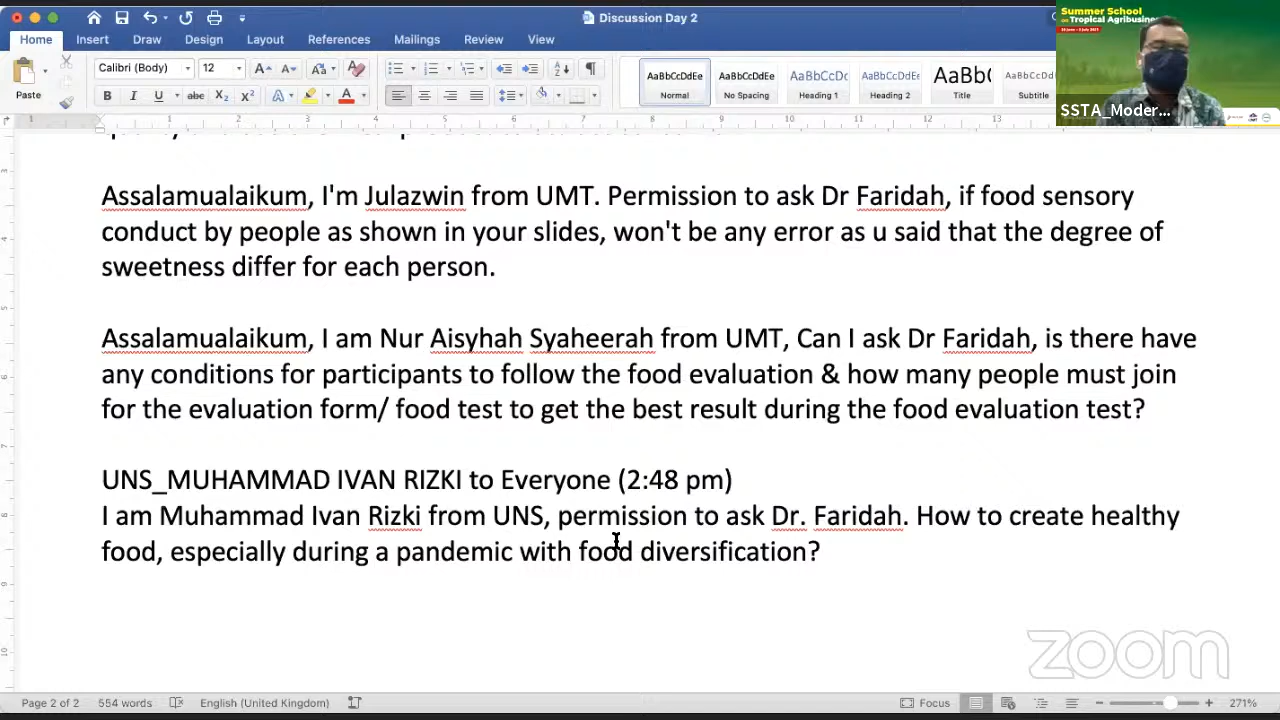 Discussion Day 2
Home Insert Draw Design Layout References Mailings Review View
Summer School
on Tropical Agribusiness
SSTA_Moder...
Paste
Calibri (Body) 12
AaBbCcDdEe AaBbCcDdEe AaBbCcDc AaBbCcDdEe AaBb( AaBbCcDdE
Normal No Spacing Heading 1 Heading 2 Title Subtitle
Assalamualaikum, I'm Julazwin from UMT. Permission to ask Dr Faridah, if food sensory
conduct by people as shown in your slides, won't be any error as u said that the degree of
sweetness differ for each person.
Assalamualaikum, I am Nur Aisyhah Syaheerah from UMT, Can I ask Dr Faridah, is there have
any conditions for participants to follow the food evaluation & how many people must join
for the evaluation form/ food test to get the best result during the food evaluation test?
UNS_MUHAMMAD IVAN RIZKI to Everyone (2:48 pm)
I am Muhammad Ivan Rizki from UNS, permission to ask Dr. Faridah. How to create healthy
food, especially during a pandemic with food diversification?
zoom
Page 2 of 2 554 words English (United Kingdom) Focus 271%